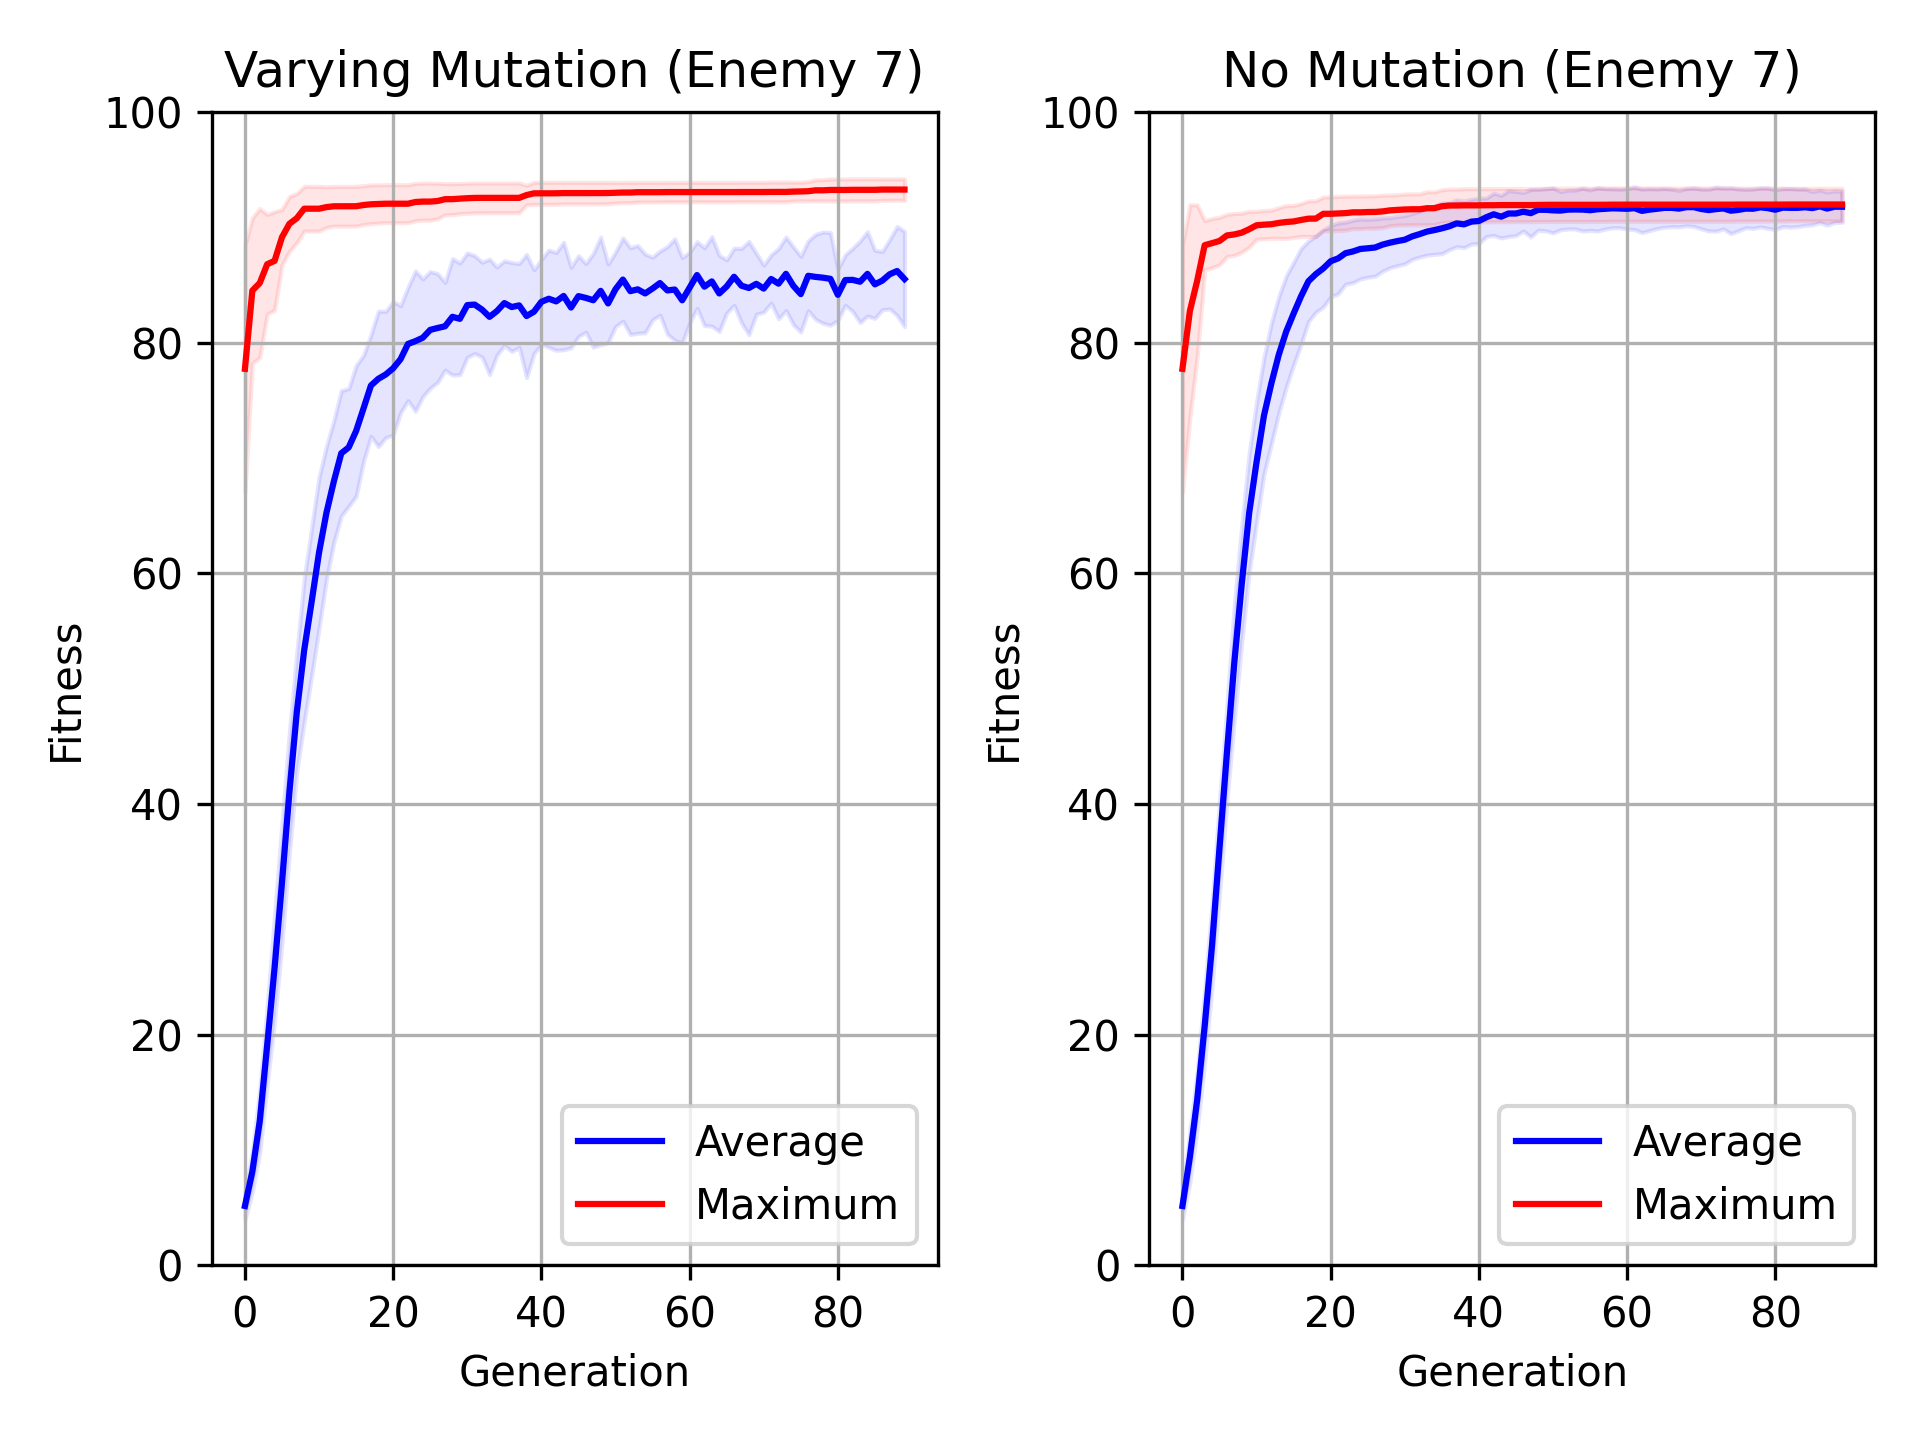 Varying Mutation (Enemy 7)
100
80
60
40
20
0
Fitness
0 20 40 60 80
Generation
Average
Maximum
No Mutation (Enemy 7)
100
80
60
40
20
0
Fitness
0 20 40 60 80
Generation
Average
Maximum